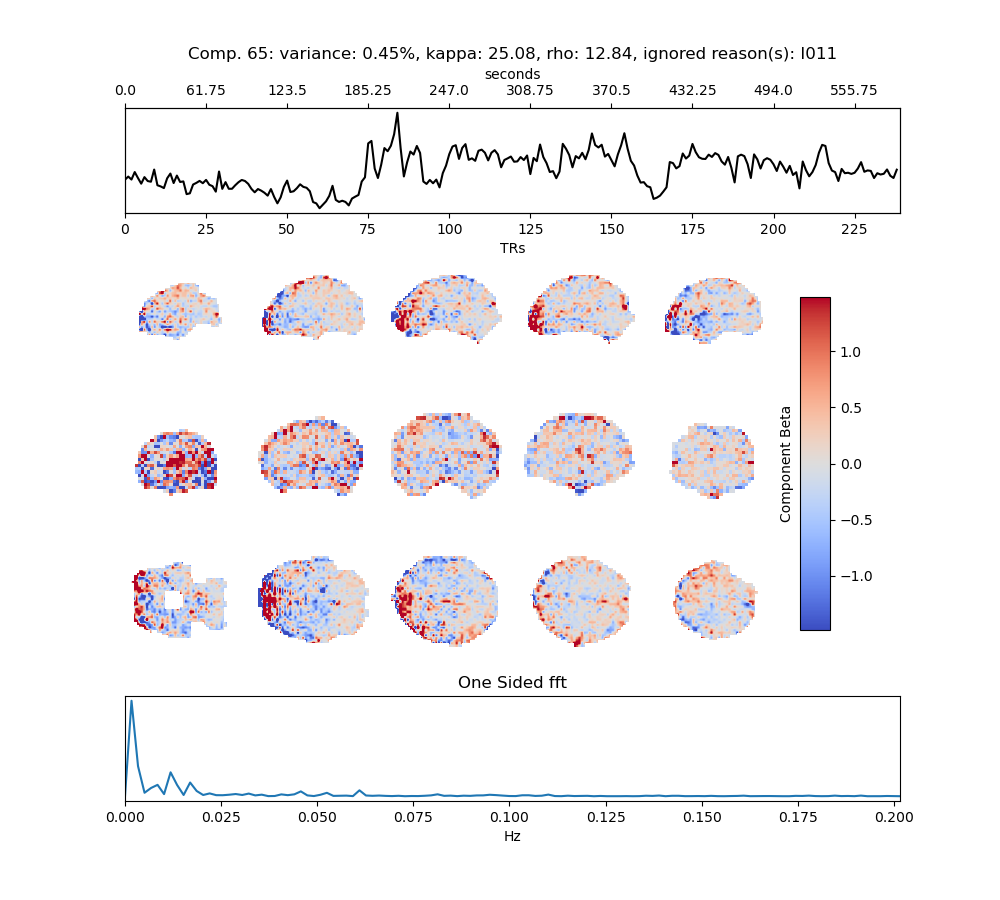 Comp. 65: variance: 0.45%, kappa: 25.08, rho: 12.84, ignored reason(s): I011
seconds
0.0 61.75 123.5 185.25 247.0 308.75 370.5 432.25 494.0 555.75
0 25 50 75 100 125 150 175 200 225
TRs
1.0
0.5
0.0
−0.5
−1.0
Component Beta
One Sided fft
0.000 0.025 0.050 0.075 0.100 0.125 0.150 0.175 0.200
Hz